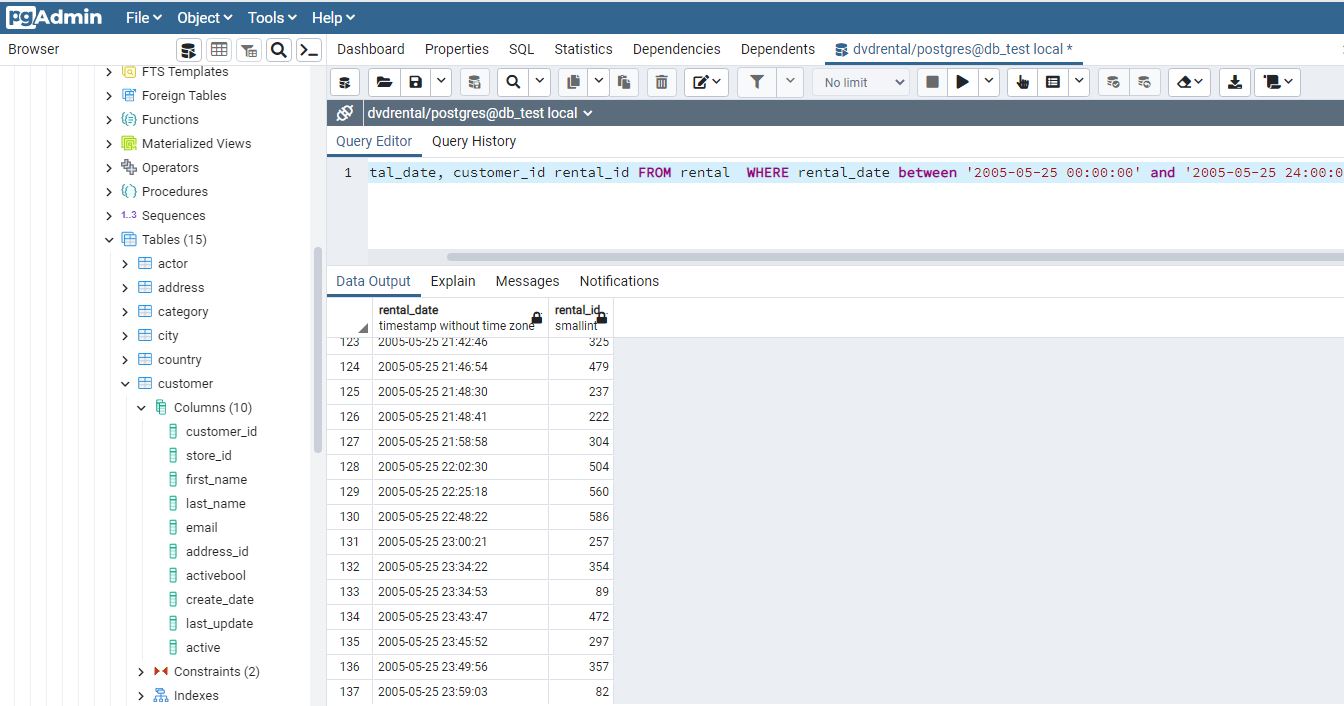 pgAdmin File Object Tools Help
Browser Dashboard Properties SQL Statistics Dependencies Dependents dvdrental/postgres@db_test local *
No limit
dvdrental/postgres@db_test local
Query Editor Query History
1 tal_date, customer_id rental_id FROM rental  WHERE rental_date between '2005-05-25 00:00:00' and '2005-05-25 24:00:0
Data Output Explain Messages Notifications
rental_date rental_id
timestamp without time zone smallint
123 2005-05-25 21:42:46 325
124 2005-05-25 21:46:54 479
125 2005-05-25 21:48:30 237
126 2005-05-25 21:48:41 222
127 2005-05-25 21:58:58 304
128 2005-05-25 22:02:30 504
129 2005-05-25 22:25:18 560
130 2005-05-25 22:48:22 586
131 2005-05-25 23:00:21 257
132 2005-05-25 23:34:22 354
133 2005-05-25 23:34:53 89
134 2005-05-25 23:43:47 472
135 2005-05-25 23:45:52 297
136 2005-05-25 23:49:56 357
137 2005-05-25 23:59:03 82
FTS Templates
Foreign Tables
Functions
Materialized Views
Operators
Procedures
1..3 Sequences
Tables (15)
actor
address
category
city
country
customer
Columns (10)
customer_id
store_id
first_name
last_name
email
address_id
activebool
create_date
last_update
active
Constraints (2)
Indexes